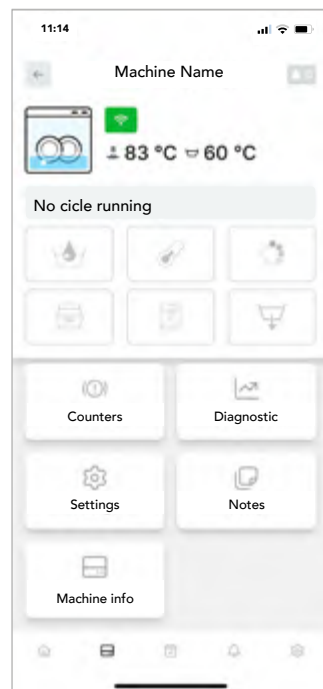 11:14
Machine Name
83 °C 60 °C
No cicle running
Counters Diagnostic
Settings Notes
Machine info